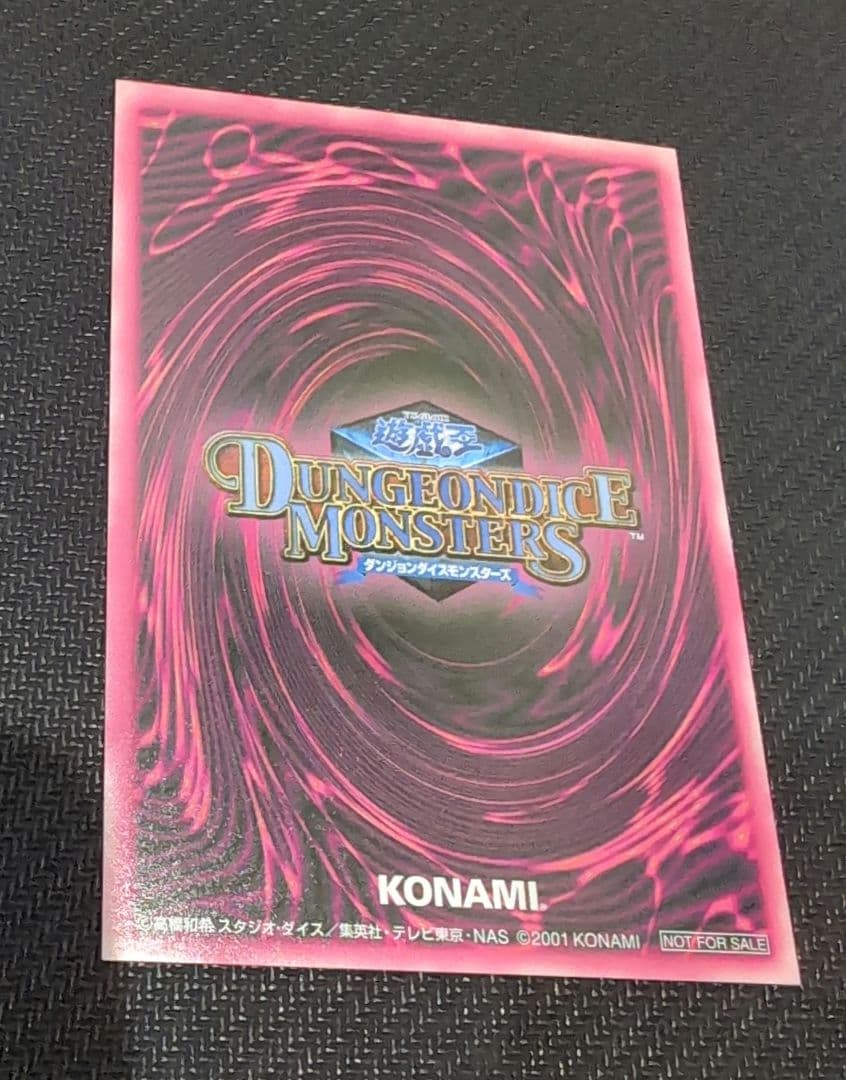 遊戯王
DUNGEONDICE
MONSTERS™
ダンジョンダイスモンスターズ
KONAMI®
©高橋和希 スタジオ・ダイス／集英社・テレビ東京・NAS ©2001 KONAMI NOT FOR SALE